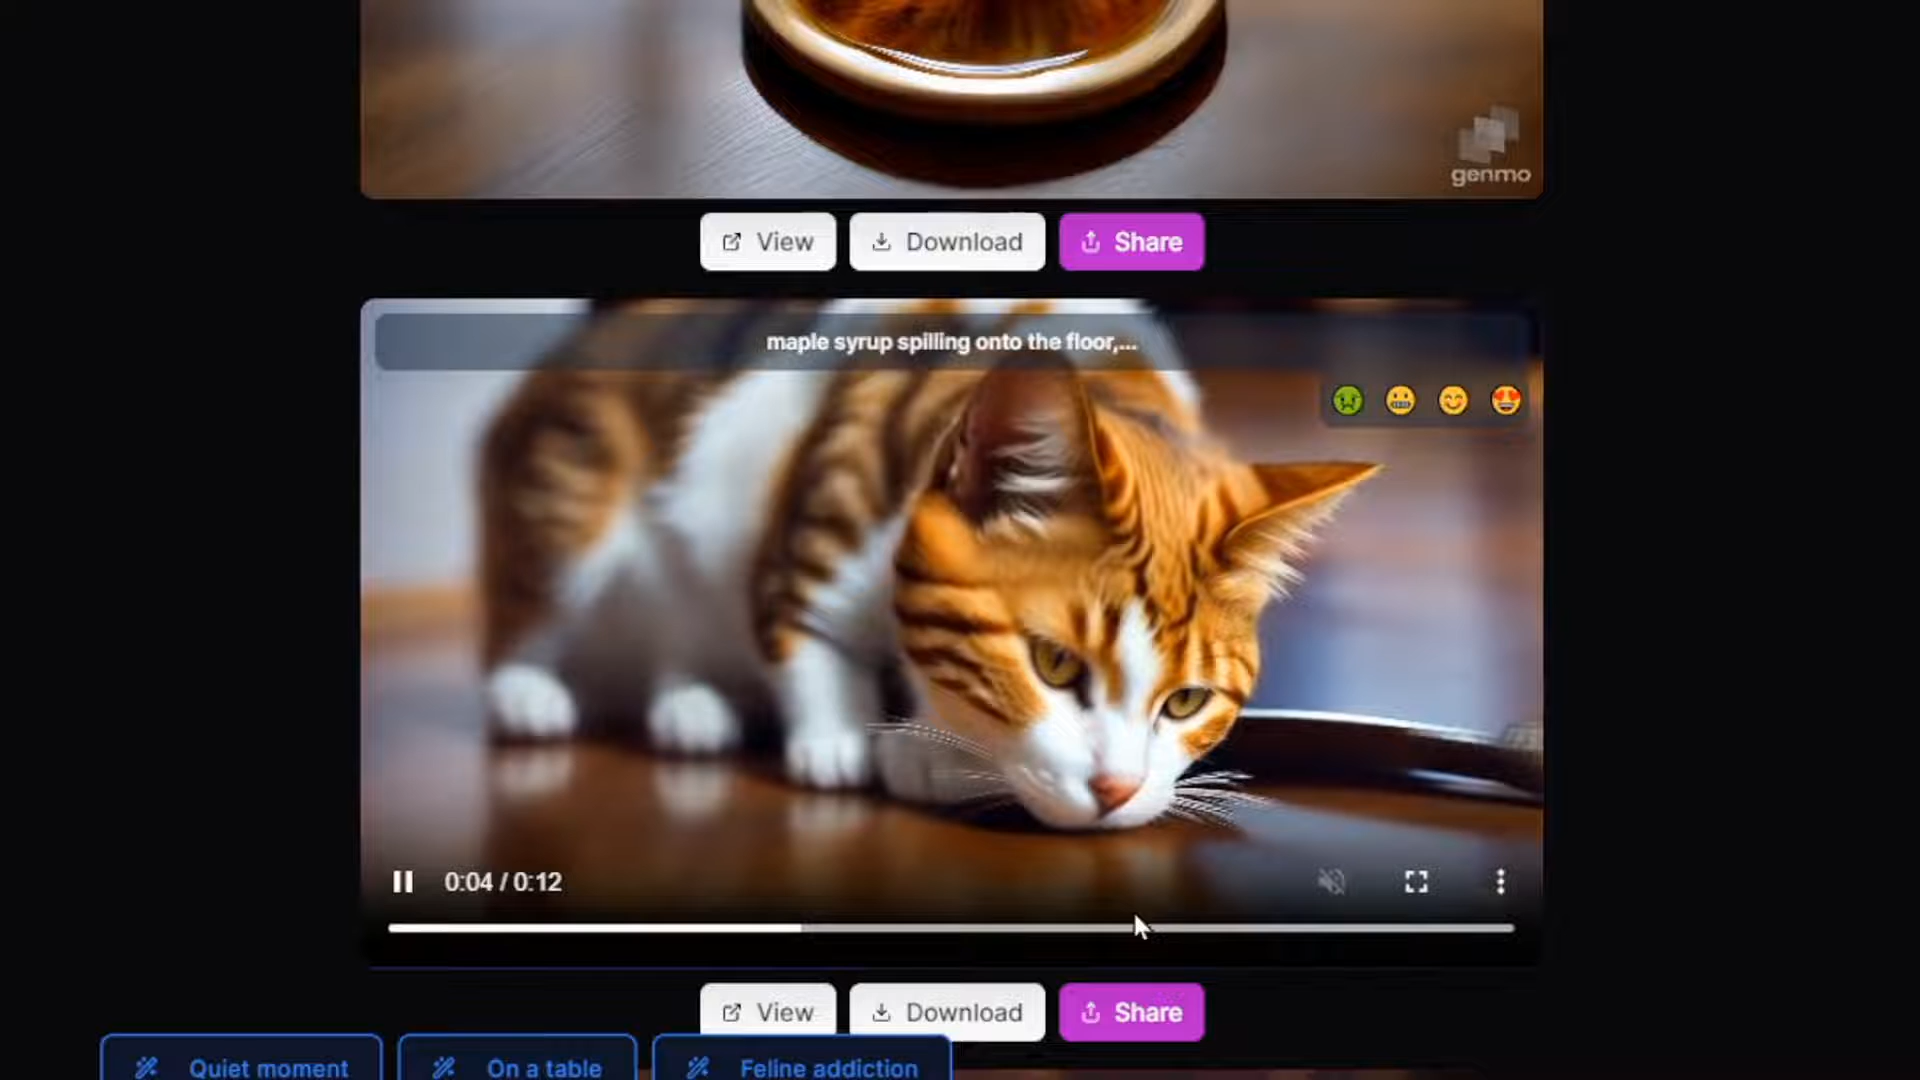 genmo
View
Download
Share
maple syrup spilling onto the floor,...
0:04 / 0:12
View
Download
Share
Quiet moment
On a table
Feline addiction